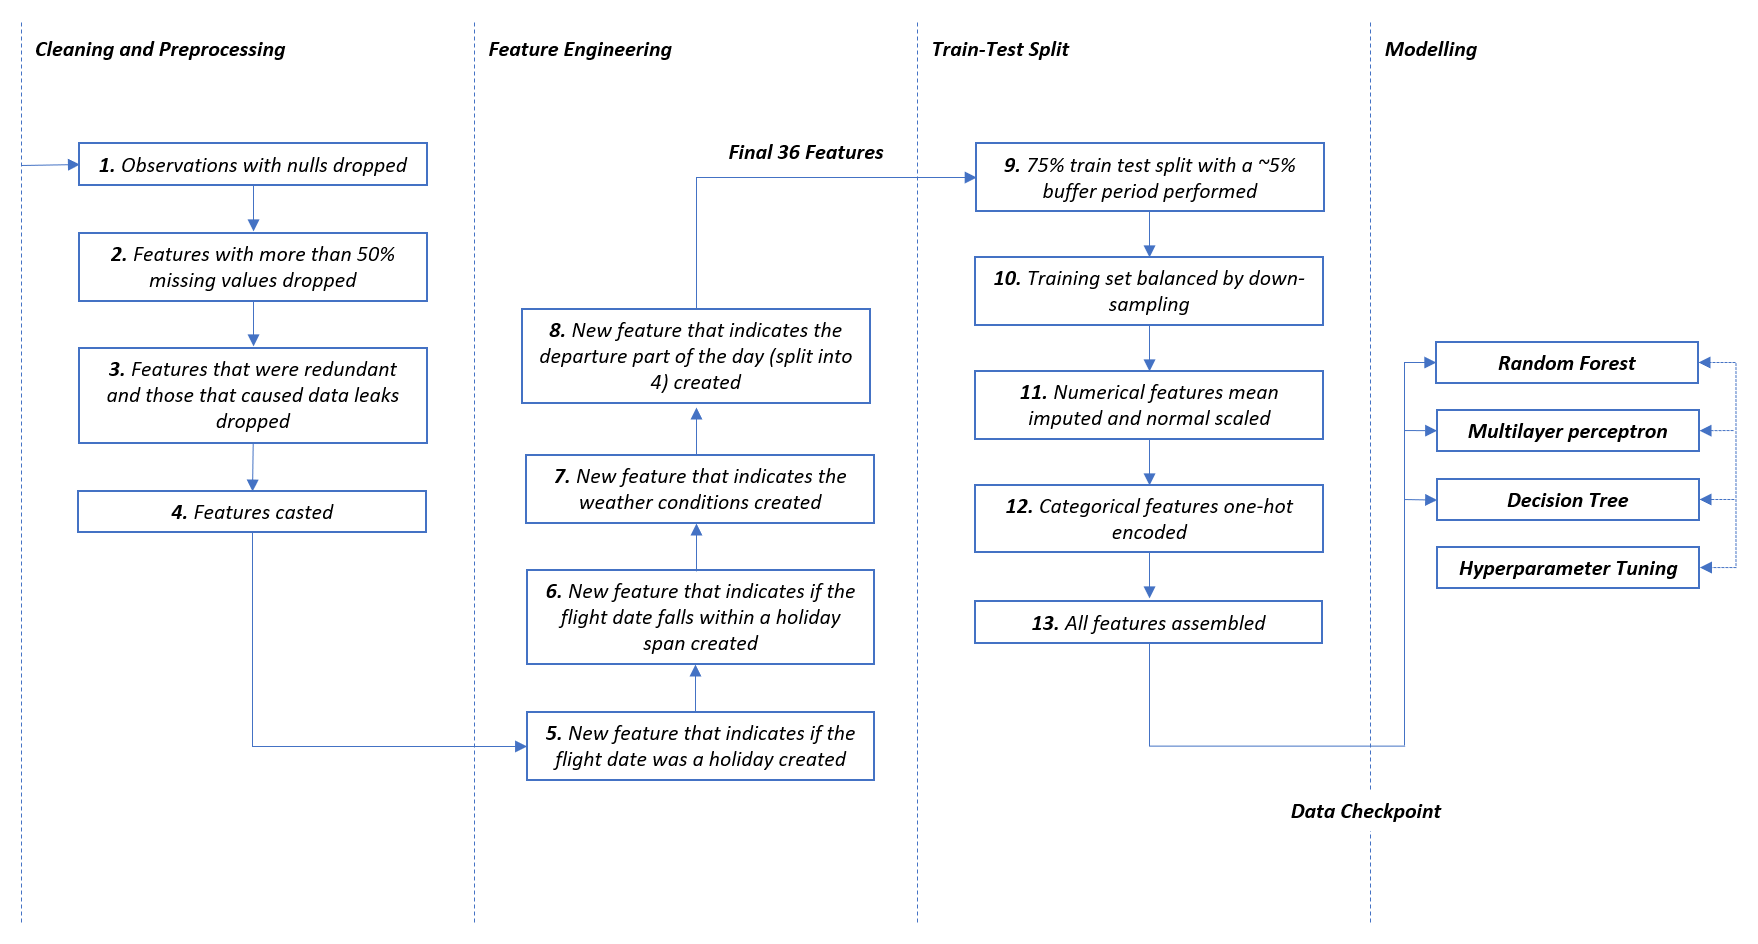 Cleaning and Preprocessing
1. Observations with nulls dropped
2. Features with more than 50%
missing values dropped
3. Features that were redundant
and those that caused data leaks
dropped
4. Features casted
Feature Engineering
Final 36 Features
8. New feature that indicates the
departure part of the day (split into
4) created
7. New feature that indicates the
weather conditions created
6. New feature that indicates if the
flight date falls within a holiday
span created
5. New feature that indicates if the
flight date was a holiday created
Train-Test Split
9. 75% train test split with a ~5%
buffer period performed
10. Training set balanced by down-
sampling
11. Numerical features mean
imputed and normal scaled
12. Categorical features one-hot
encoded
13. All features assembled
Data Checkpoint
Modelling
Random Forest
Multilayer perceptron
Decision Tree
Hyperparameter Tuning